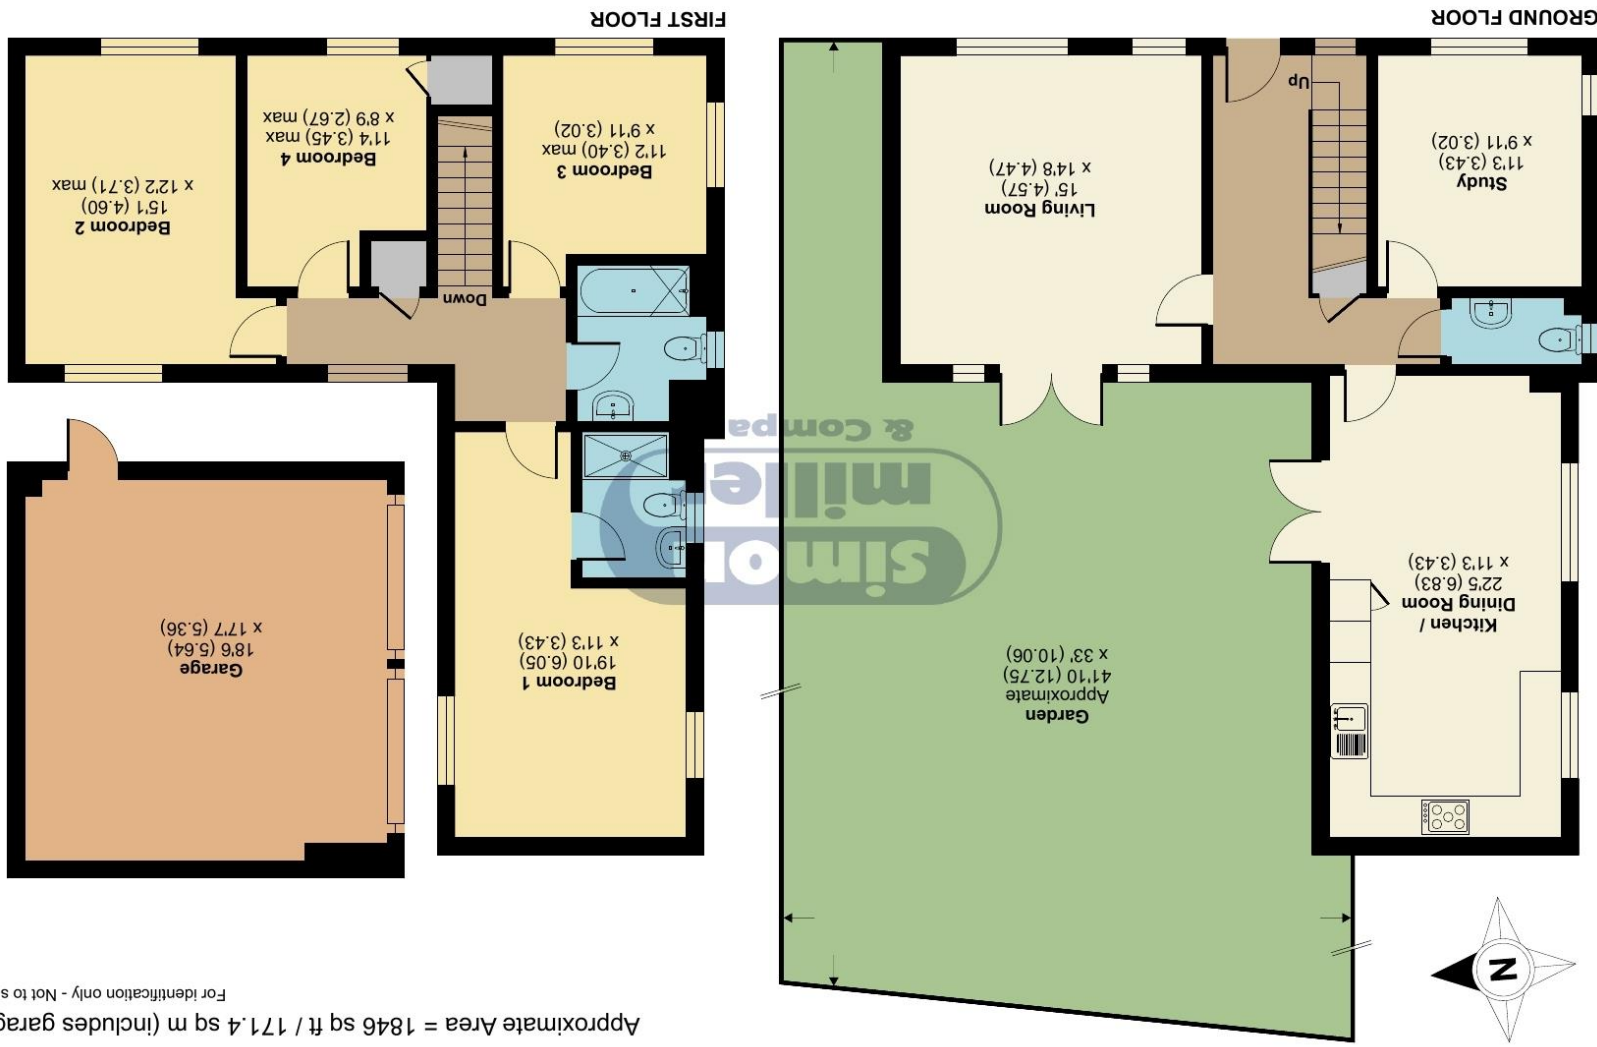 Approximate Area = 1846 sq ft / 171.4 sq m (includes garag
For identification only - Not to s
N
Garden
Approximate
41'10 (12.75)
x 33' (10.06)
Kitchen /
Dining Room
22'5 (6.83)
x 11'3 (3.43)
Bedroom 1
19'10 (6.05)
x 11'3 (3.43)
Garage
18'6 (5.64)
x 17'7 (5.36)
simon
miller
& Compa
Study
11'3 (3.43)
x 9'11 (3.02)
Up
Living Room
15' (4.57)
x 14'8 (4.47)
Down
Bedroom 3
11'2 (3.40) max
x 9'11 (3.02)
Bedroom 4
11'4 (3.45) max
x 8'9 (2.67) max
Bedroom 2
15'1 (4.60)
x 12'2 (3.71) max
GROUND FLOOR
FIRST FLOOR